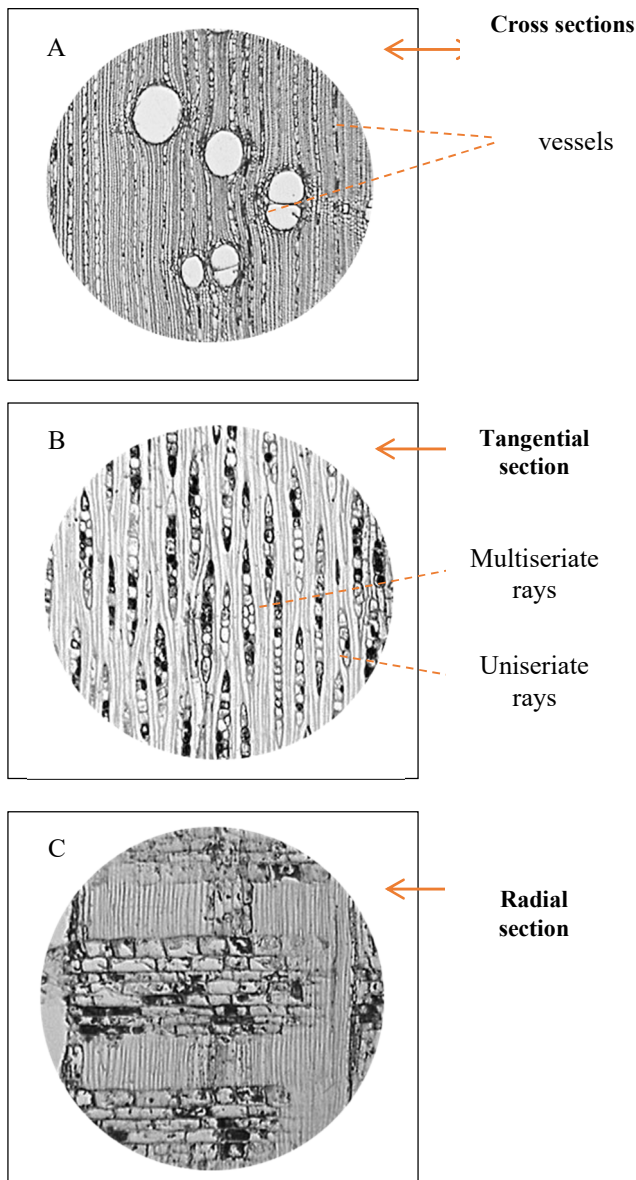 A
Cross sections
vessels
B
Tangential
section
Multiseriate
rays
Uniseriate
rays
C
Radial
section